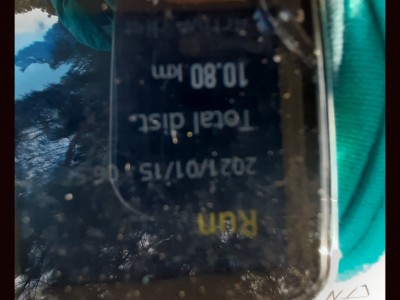 Run
2021/01/15
Total dist.
10.80 km